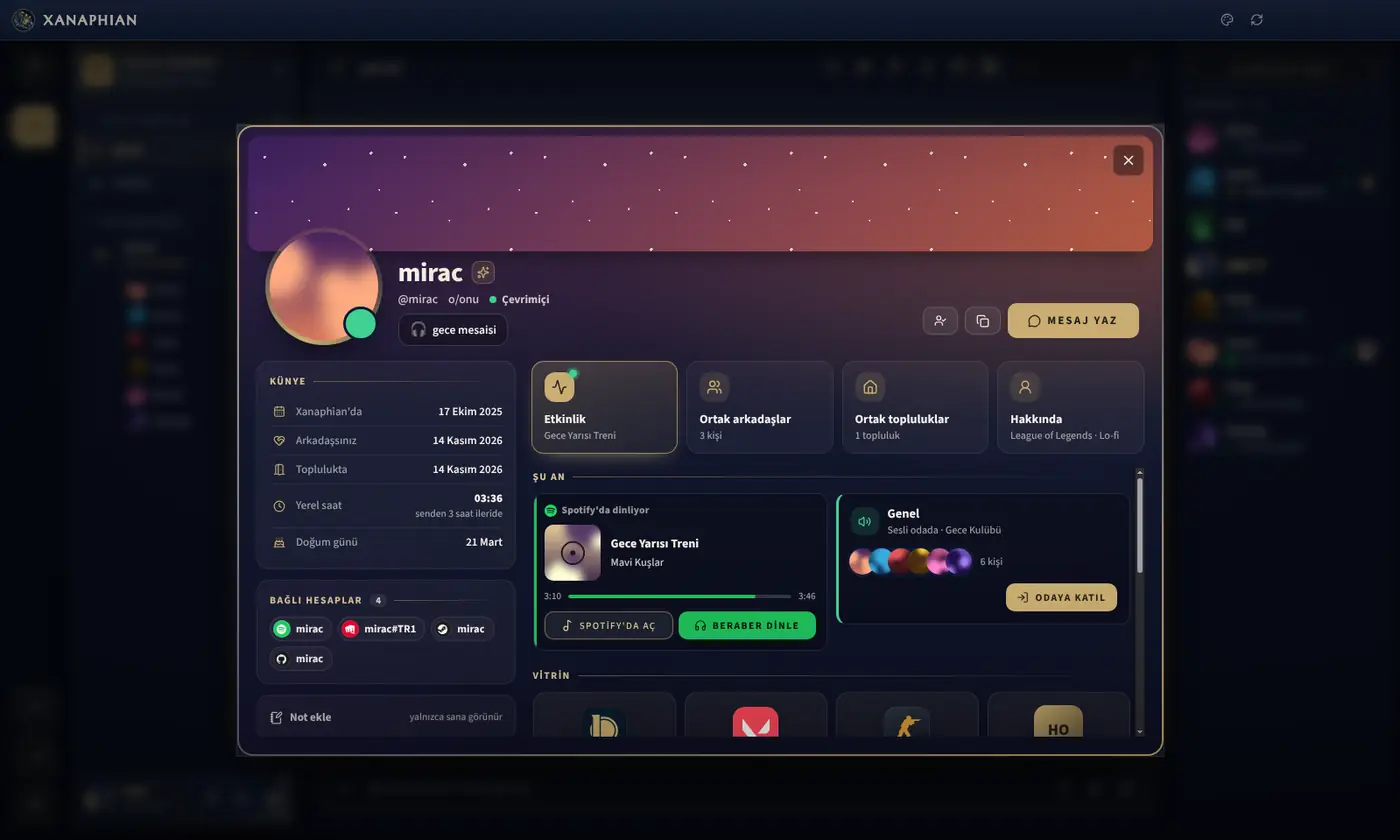 XANAPHIAN
mirac
@mirac o/onu Çevrimiçi
gece mesaisi
MESAJ YAZ
KÜNYE
Xanaphian'da 17 Ekim 2025
Arkadaşsınız 14 Kasım 2026
Toplulukta 14 Kasım 2026
Yerel saat 03:36
senden 3 saat ileride
Doğum günü 21 Mart
BAĞLI HESAPLAR 4
mirac mirac#TR1 mirac
mirac
Not ekle yalnızca sana görünür
Etkinlik
Gece Yarısı Treni
Ortak arkadaşlar
3 kişi
Ortak topluluklar
1 topluluk
Hakkında
League of Legends · Lo-fi
ŞU AN
Spotify'da dinliyor
Gece Yarısı Treni
Mavi Kuşlar
3:10 3:46
SPOTİFY'DA AÇ BERABER DİNLE
Genel
Sesli odada · Gece Kulübü
6 kişi
ODAYA KATIL
VİTRİN
HO